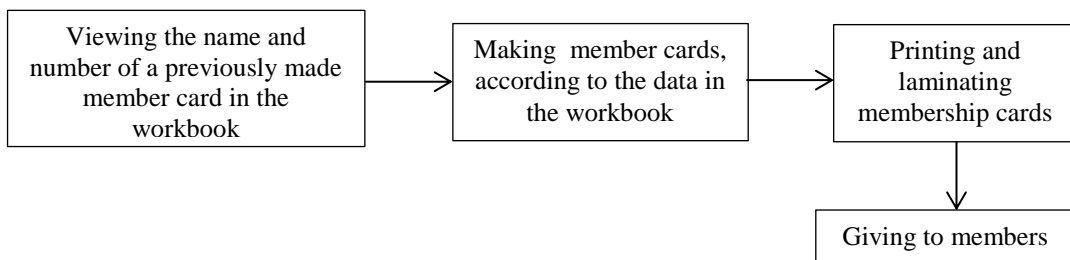 Viewing the name and
number of a previously made
member card in the
workbook
Making  member cards,
according to the data in
the workbook
Printing and
laminating
membership cards
Giving to members